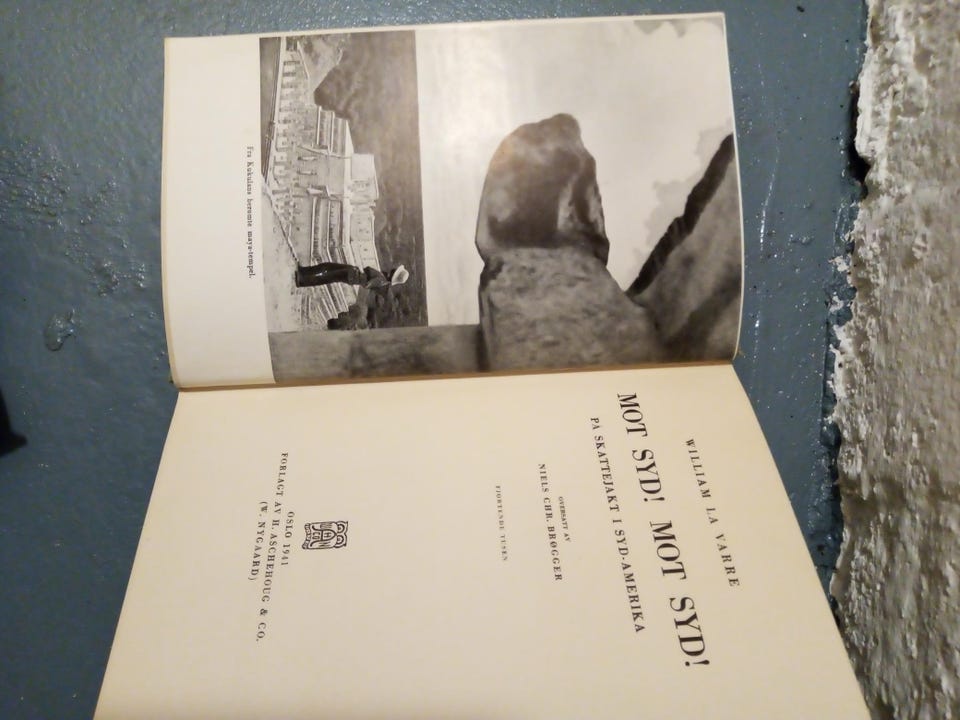 Fra Kukulans berømte maya-tempel.
WILLIAM LA VARRE
MOT SYD! MOT SYD!
PÅ SKATTEJAKT I SYD-AMERIKA
OVERSATT AV
NIELS CHR. BRØGGER
FJORTENDE TUSEN
OSLO 1941
FORLAGT AV H. ASCHEHOUG & CO.
(W. NYGAARD)